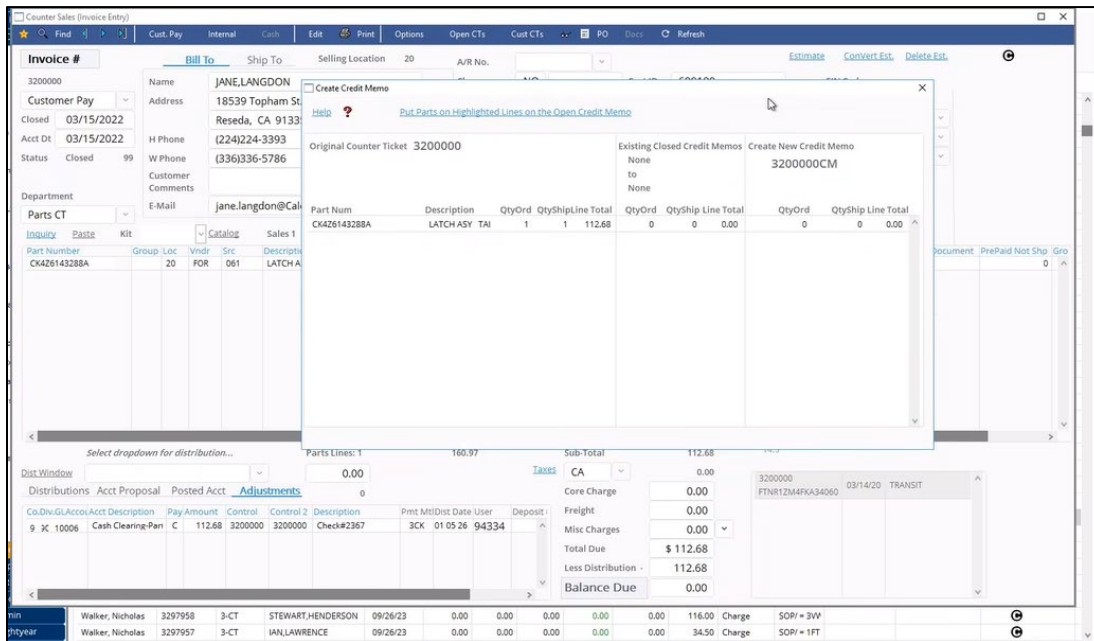 Counter Sales (Invoice Entry)
Find Cust. Pay Internal Cash Edit Print Options Open CTs Cust CTs PO Docs Refresh
Invoice # Bill To Ship To Selling Location 20 A/R No. Estimate ConVert Est. Delete Est.
3200000 Name JANE,LANGDON
Customer Pay Address 18539 Topham St.
Closed 03/15/2022 Reseda, CA 9133
Acct Dt 03/15/2022 H Phone (224)224-3393
Status Closed 99 W Phone (336)336-5786
Customer
Comments
Department E-Mail jane.langdon@Cal
Parts CT
Inquiry Paste Kit Catalog Sales 1
Part Number Group Loc Vndr Src Descripti
CK4Z6143288A 20 FOR 061 LATCH A
Create Credit Memo
Help ? Put Parts on Highlighted Lines on the Open Credit Memo
Original Counter Ticket 3200000 Existing Closed Credit Memos Create New Credit Memo
None 3200000CM
to
None
Part Num Description QtyOrd QtyShip Line Total QtyOrd QtyShip Line Total QtyOrd QtyShip Line Total
CK4Z6143288A LATCH ASY TAI 1 1 112.68 0 0 0.00 0 0 0.00
Document PrePaid Not Shp Gro
0
Select dropdown for distribution... Parts Lines: 1 160.97 Sub-Total 112.68
Dist Window 0.00 Taxes CA 0.00
Distributions Acct Proposal Posted Acct Adjustments 0 Core Charge 0.00
3200000 03/14/20 TRANSIT
FTNR1ZM4FKA34060
Co.Div.GLAccou Acct Description Pay Amount Control Control 2 Description Pmt Mtl Dist Date User Deposit
9 10006 Cash Clearing-Part C 112.68 3200000 3200000 Check#2367 3CK 01 05 26 94334
Freight 0.00
Misc Charges 0.00
Total Due $ 112.68
Less Distribution - 112.68
Balance Due 0.00
min Walker, Nicholas 3297958 3-CT STEWART,HENDERSON 09/26/23 0.00 0.00 0.00 0.00 0.00 116.00 Charge SOP/ = 3VV
htyear Walker, Nicholas 3297957 3-CT IAN,LAWRENCE 09/26/23 0.00 0.00 0.00 0.00 0.00 34.50 Charge SOP/ = 1FT